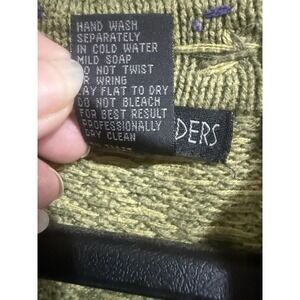 HAND WASH
SEPARATELY
IN COLD WATER
MILD SOAP
DO NOT TWIST
OR WRING
LAY FLAT TO DRY
DO NOT BLEACH
FOR BEST RESULT
PROFESSIONALLY
DRY CLEAN
DERS